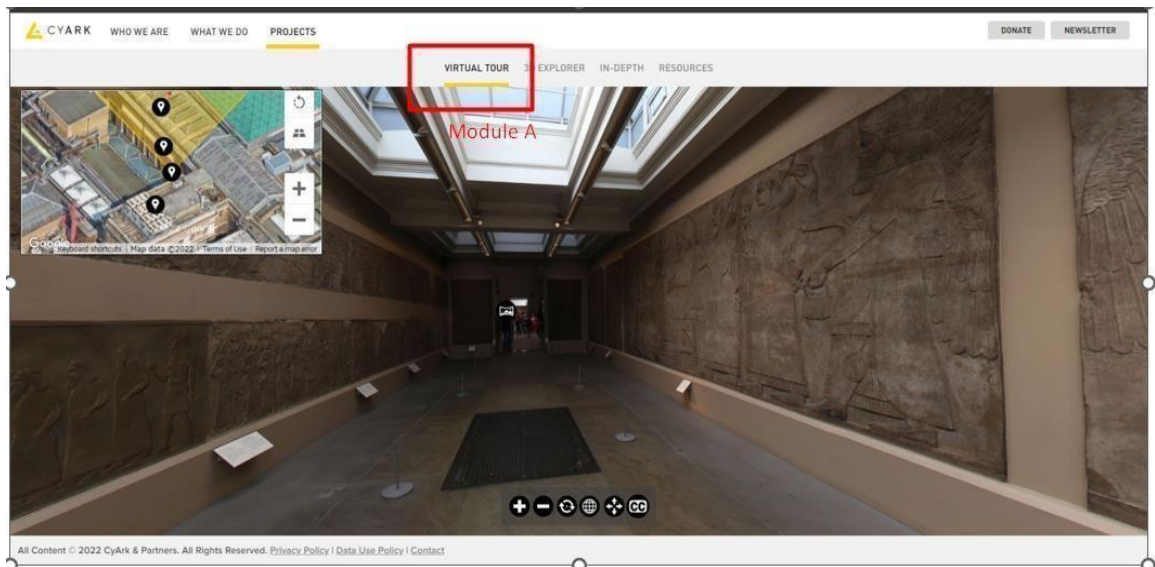 CYARK WHO WE ARE WHAT WE DO PROJECTS DONATE NEWSLETTER
VIRTUAL TOUR 3D EXPLORER IN-DEPTH RESOURCES
Module A
Google Keyboard shortcuts Map data ©2022 Terms of Use Report a map error
CC
All Content © 2022 CyArk & Partners. All Rights Reserved. Privacy Policy | Data Use Policy | Contact